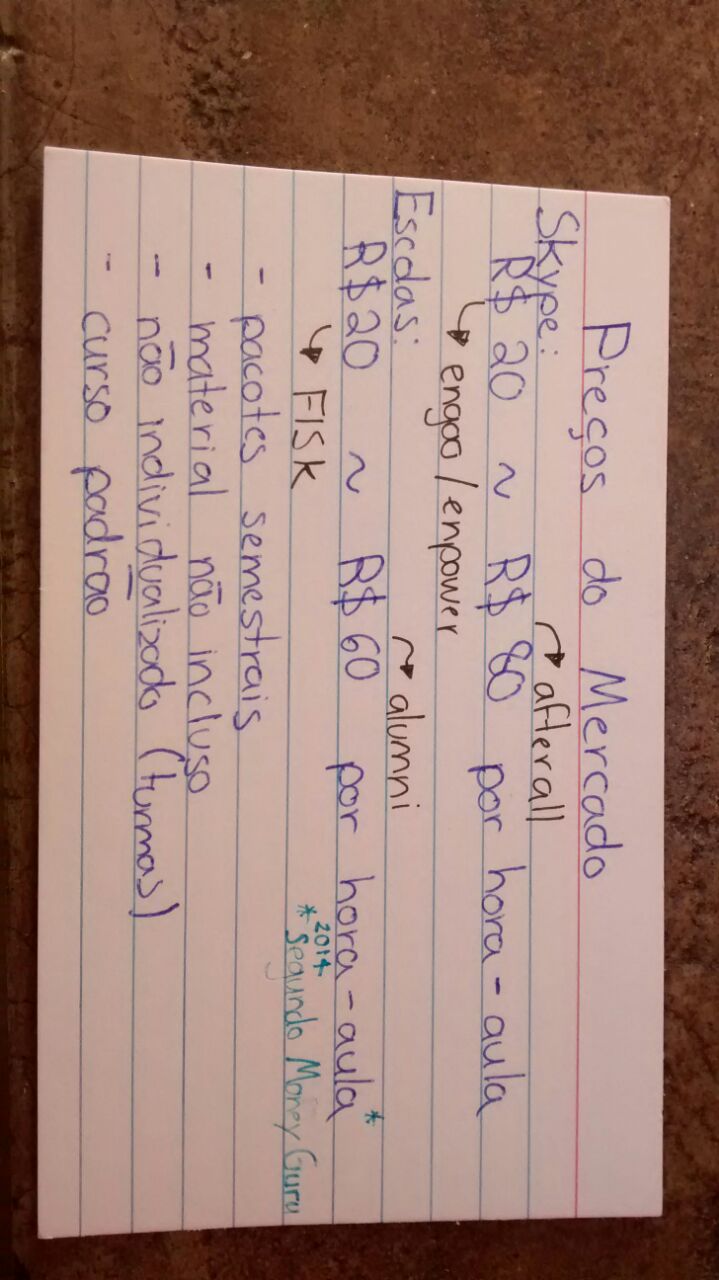 Preços do Mercado
Skype: ↷ afterall
R$ 20 ~ R$ 80 por hora-aula
↳ engoo / enpower
Escolas: ↷ alumni
R$20 ~ R$ 60 por hora-aula*
↳ FISK *2014 Segundo Money Guru
- pacotes semestrais
- material não incluso
- não individualizado (turmas)
- curso padrão